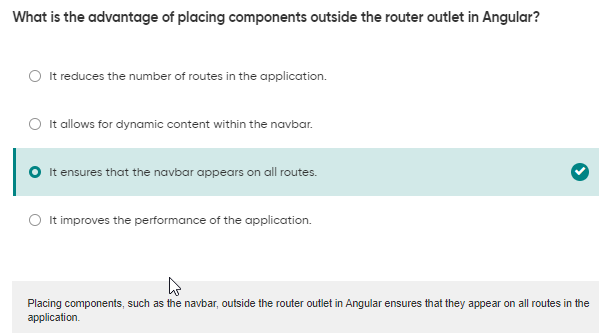 What is the advantage of placing components outside the router outlet in Angular?
It reduces the number of routes in the application.
It allows for dynamic content within the navbar.
It ensures that the navbar appears on all routes.
It improves the performance of the application.
Placing components, such as the navbar, outside the router outlet in Angular ensures that they appear on all routes in the
application.